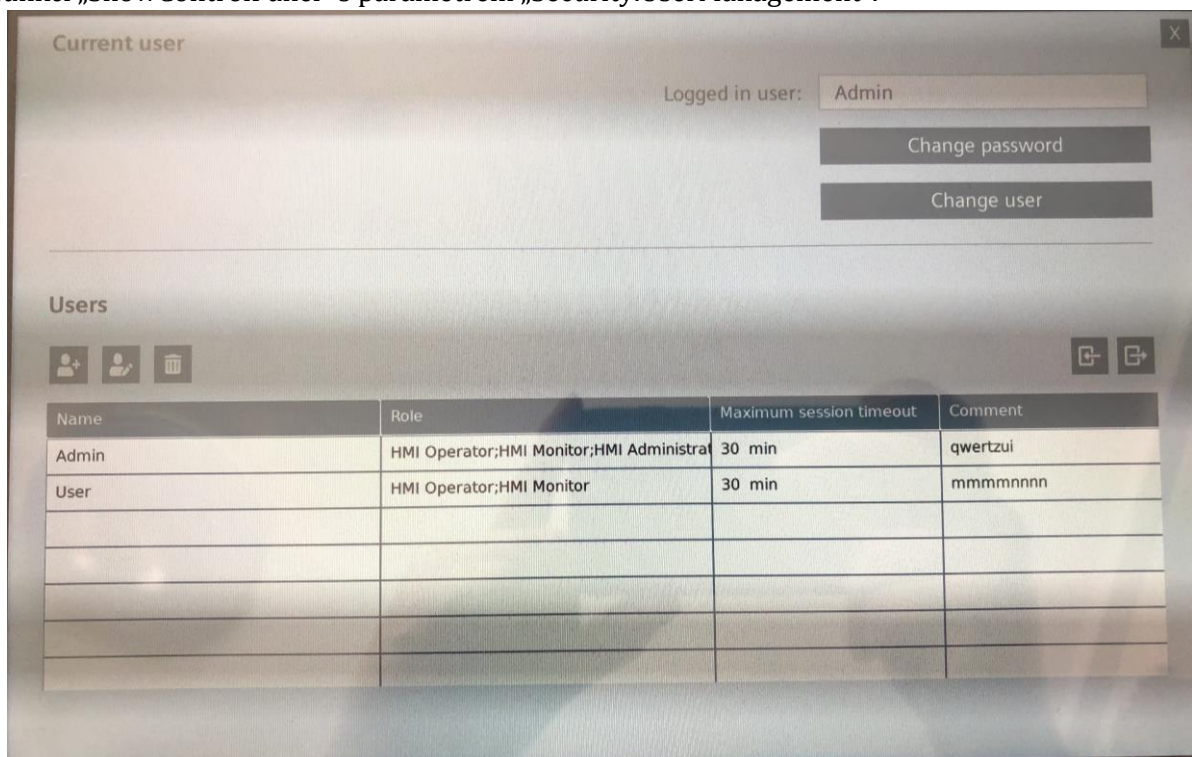 Current user
X
Logged in user: Admin
Change password
Change user
Users
Name Role Maximum session timeout Comment
Admin HMI Operator;HMI Monitor;HMI Administrat 30 min qwertzui
User HMI Operator;HMI Monitor 30 min mmmmnnnn